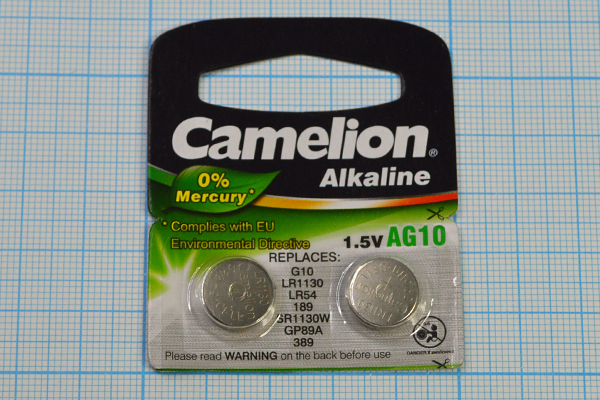 Camelion®
Alkaline
0%
Mercury*
* Complies with EU
Environmental Directive
1.5V AG10
REPLACES:
G10
LR1130
LR54
189
SR1130W
GP89A
389
Please read WARNING on the back before use